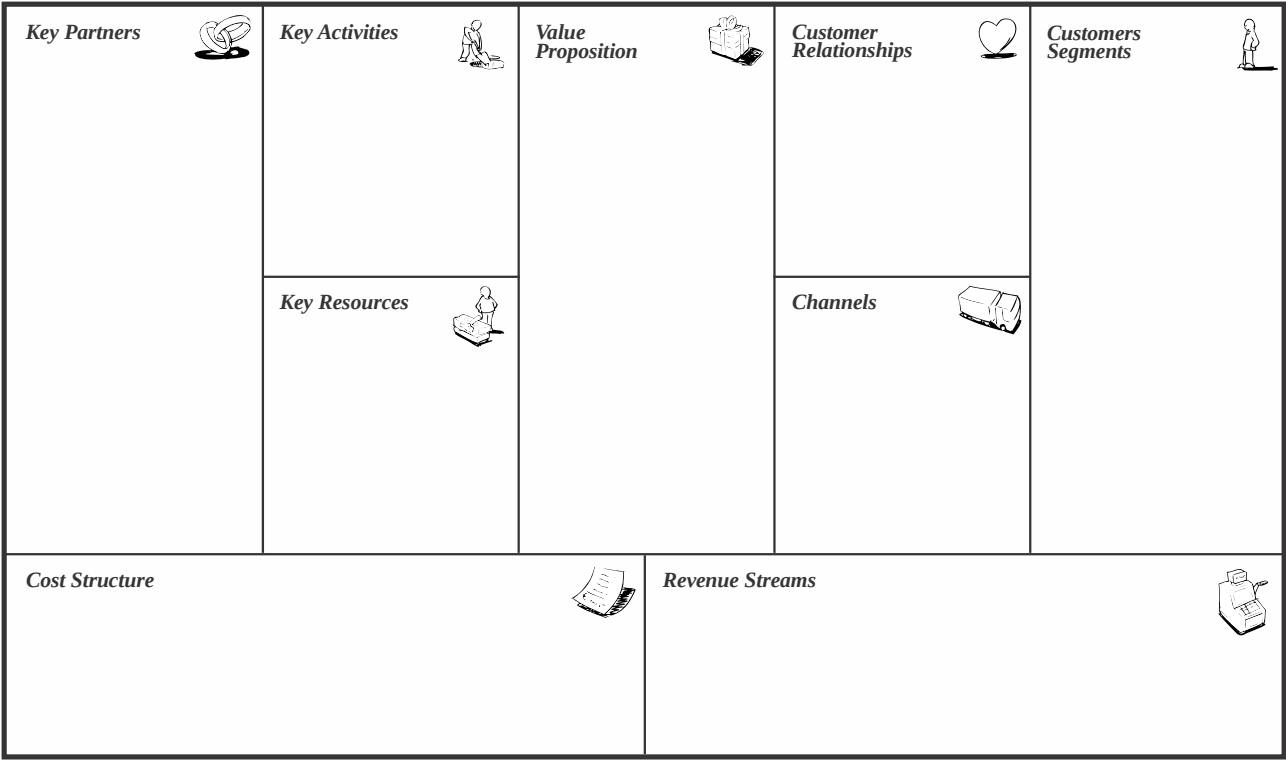 Key Partners
Key Activities
Value
Proposition
Customer
Relationships
Customers
Segments
Key Resources
Channels
Cost Structure
Revenue Streams